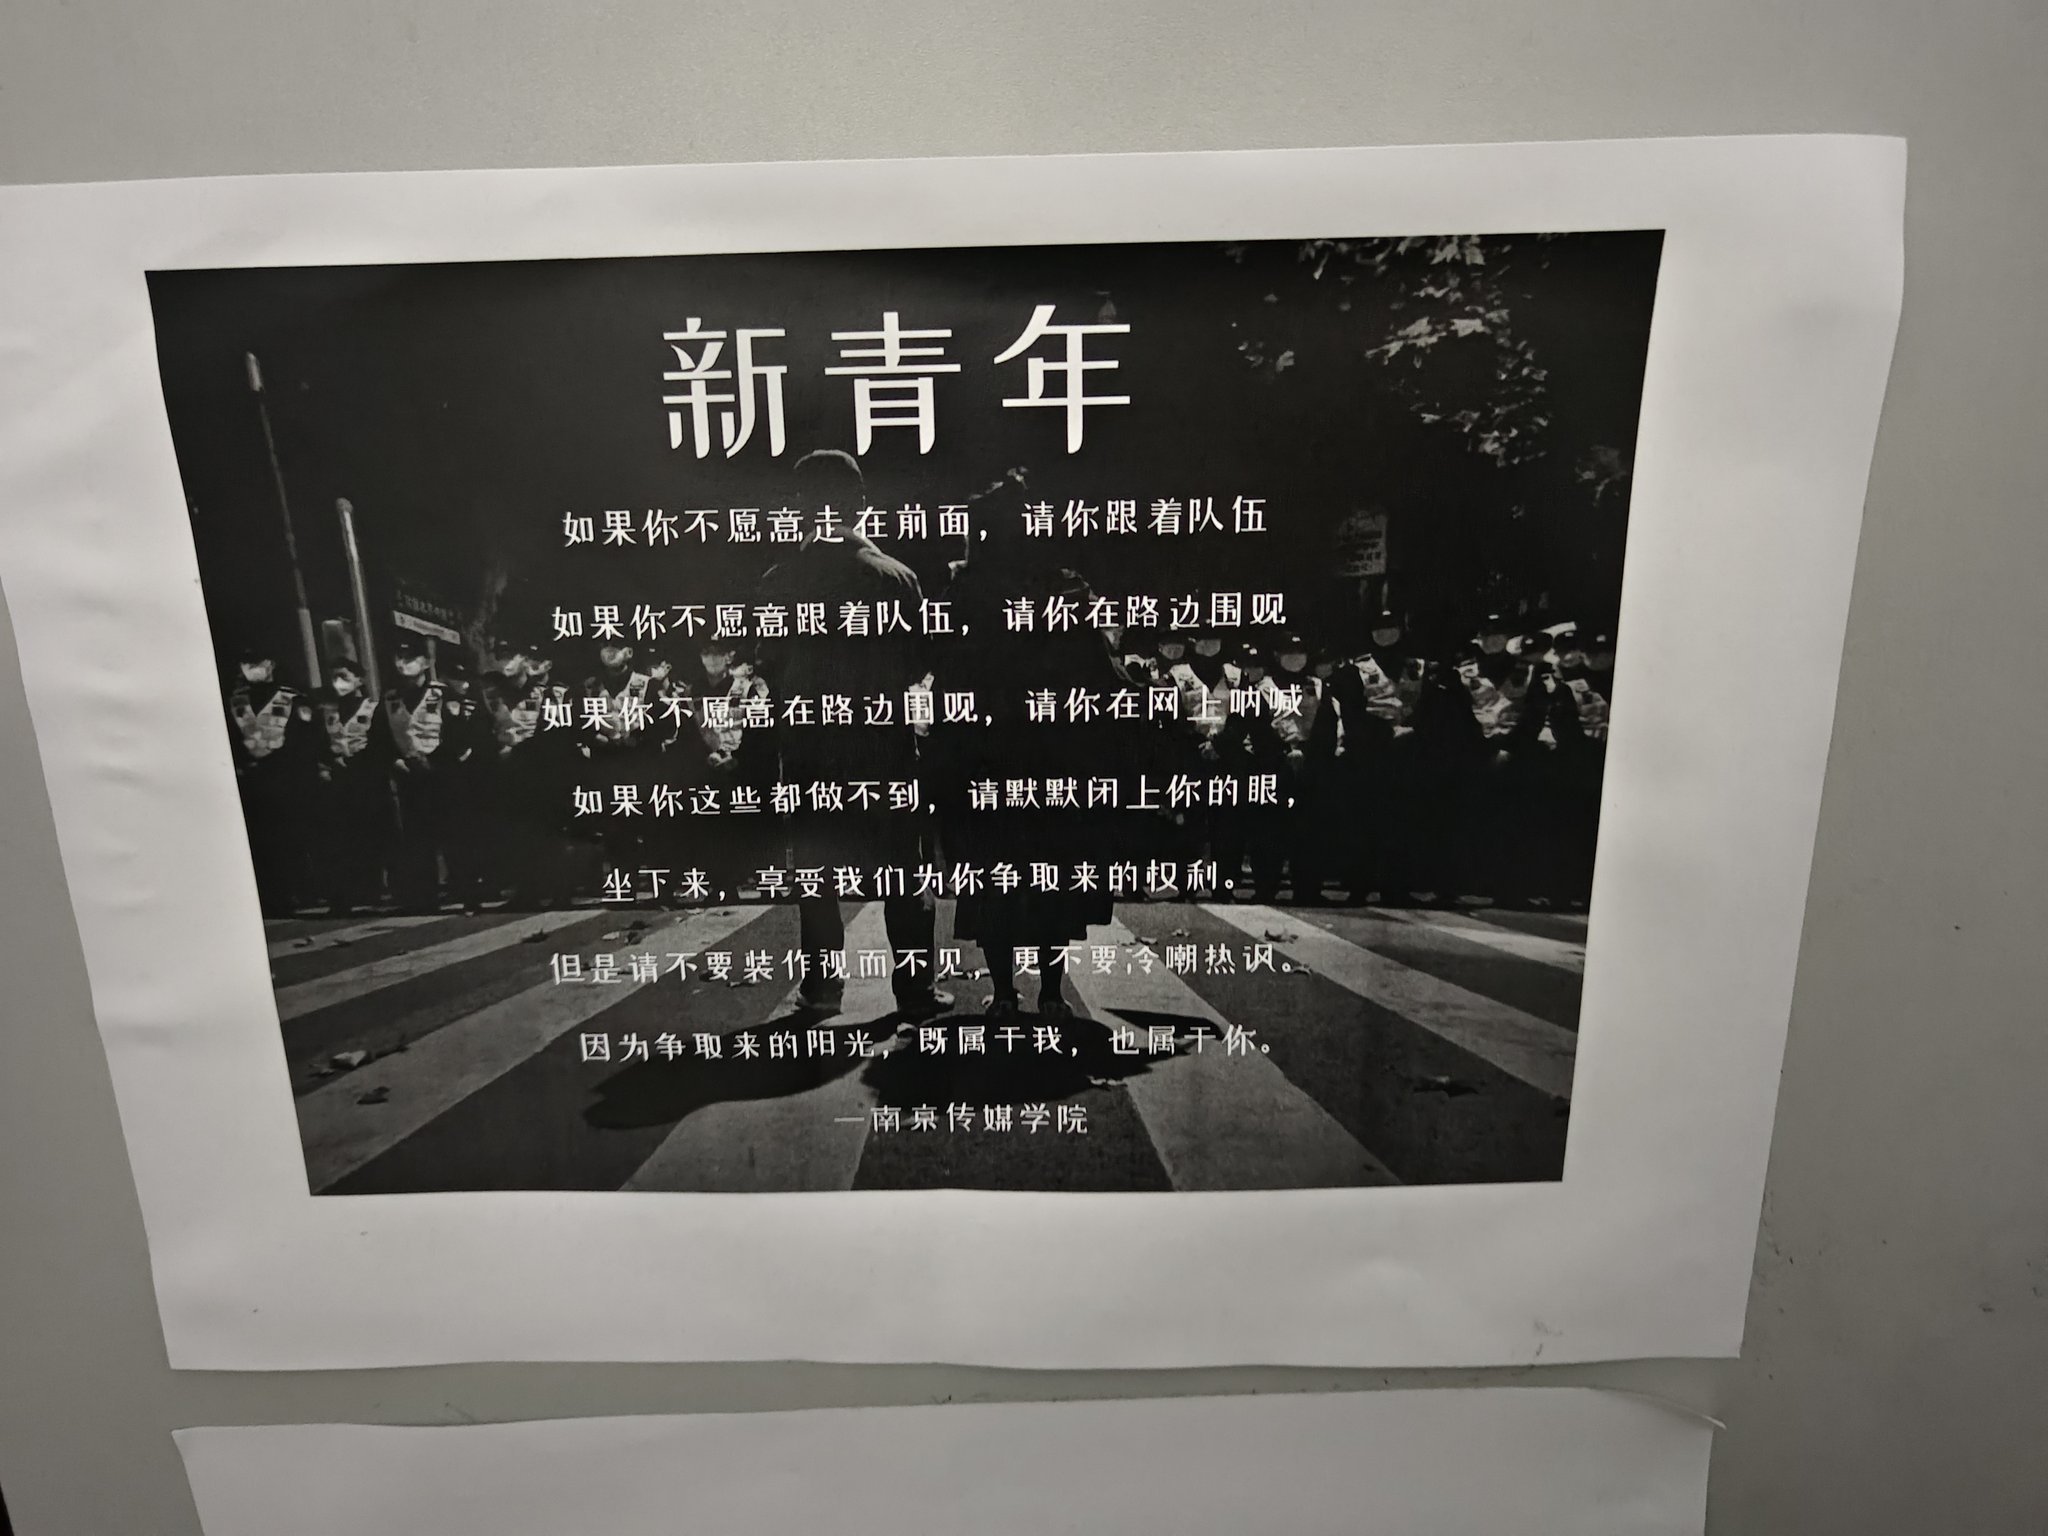 新青年
如果你不愿意走在前面，请你跟着队伍
如果你不愿意跟着队伍，请你在路边围观
如果你不愿意在路边围观，请你在网上呐喊
如果你这些都做不到，请默默闭上你的眼，
坐下来，享受我们为你争取来的权利。
但是请不要装作视而不见，更不要冷嘲热讽。
因为争取来的阳光，既属于我，也属于你。
—南京传媒学院